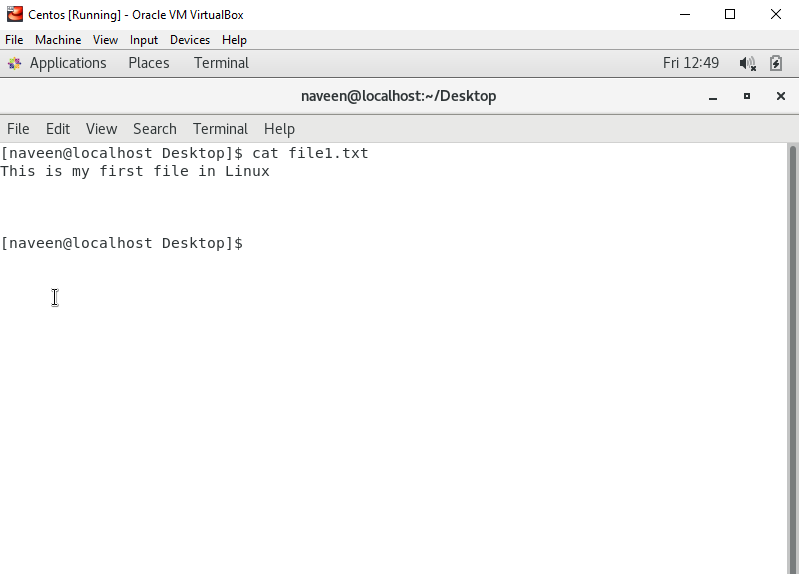 Centos [Running] - Oracle VM VirtualBox
File Machine View Input Devices Help
Applications Places Terminal Fri 12:49
naveen@localhost:~/Desktop
File Edit View Search Terminal Help
[naveen@localhost Desktop]$ cat file1.txt
This is my first file in Linux
[naveen@localhost Desktop]$